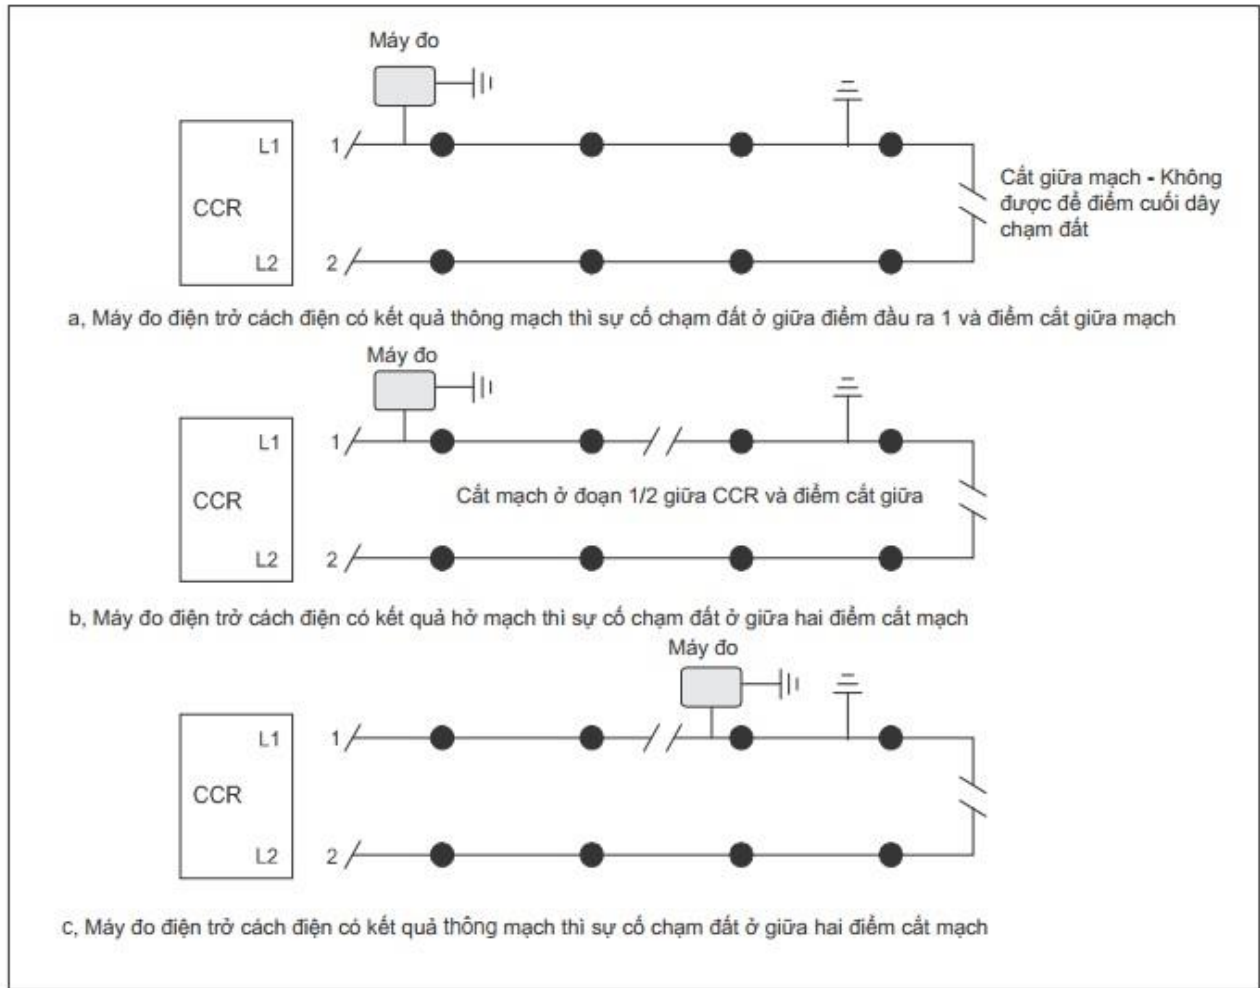 Máy đo
L1
1
CCR
L2
2
Cắt giữa mạch - Không
được để điểm cuối dây
chạm đất
a, Máy đo điện trở cách điện có kết quả thông mạch thì sự cố chạm đất ở giữa điểm đầu ra 1 và điểm cắt giữa mạch
Máy đo
L1
1
Cắt mạch ở đoạn 1/2 giữa CCR và điểm cắt giữa
CCR
L2
2
b, Máy đo điện trở cách điện có kết quả hở mạch thì sự cố chạm đất ở giữa hai điểm cắt mạch
Máy đo
L1
1
CCR
L2
2
c, Máy đo điện trở cách điện có kết quả thông mạch thì sự cố chạm đất ở giữa hai điểm cắt mạch